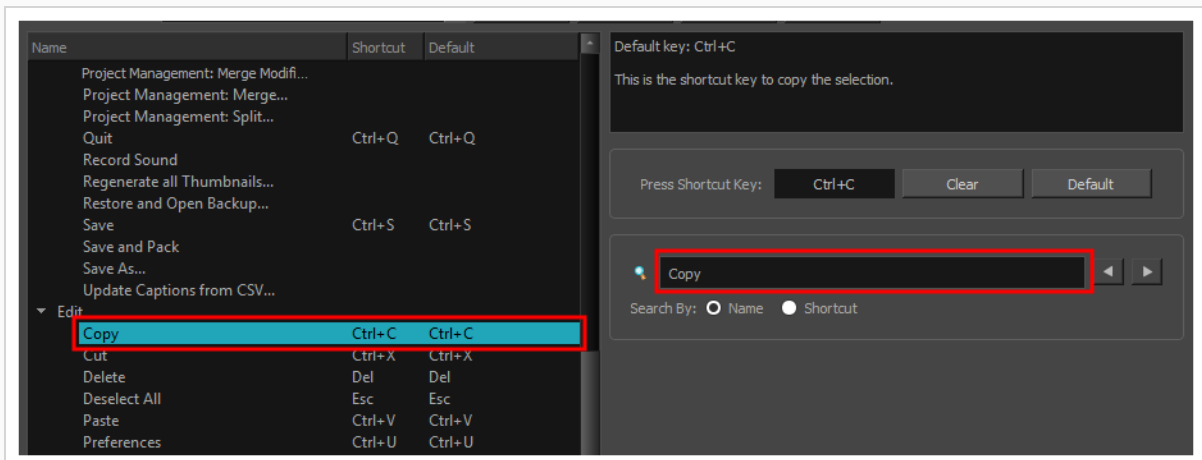 Name Shortcut Default
Project Management: Merge Modifi...
Project Management: Merge...
Project Management: Split...
Quit Ctrl+Q Ctrl+Q
Record Sound
Regenerate all Thumbnails...
Restore and Open Backup...
Save Ctrl+S Ctrl+S
Save and Pack
Save As...
Update Captions from CSV...
Edit
Copy Ctrl+C Ctrl+C
Cut Ctrl+X Ctrl+X
Delete Del Del
Deselect All Esc Esc
Paste Ctrl+V Ctrl+V
Preferences Ctrl+U Ctrl+U
Default key: Ctrl+C
This is the shortcut key to copy the selection.
Press Shortcut Key: Ctrl+C Clear Default
Copy
Search By: Name Shortcut